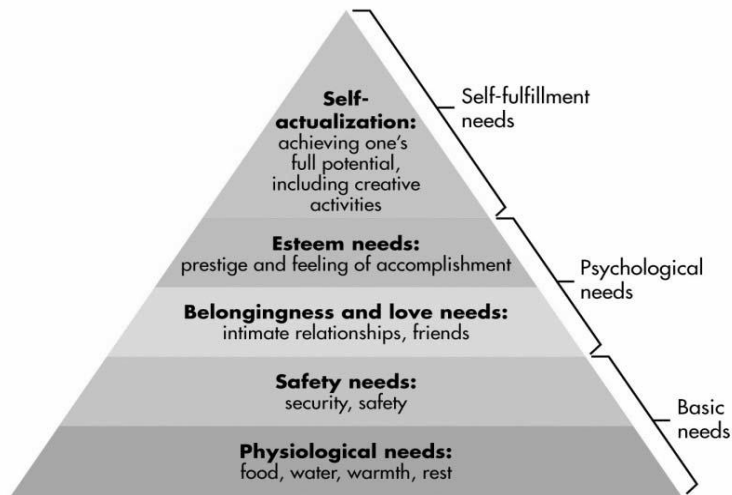 Self-
actualization:
achieving one's
full potential,
including creative
activities
Self-fulfillment
needs
Esteem needs:
prestige and feeling of accomplishment
Psychological
needs
Belongingness and love needs:
intimate relationships, friends
Safety needs:
security, safety
Basic
needs
Physiological needs:
food, water, warmth, rest